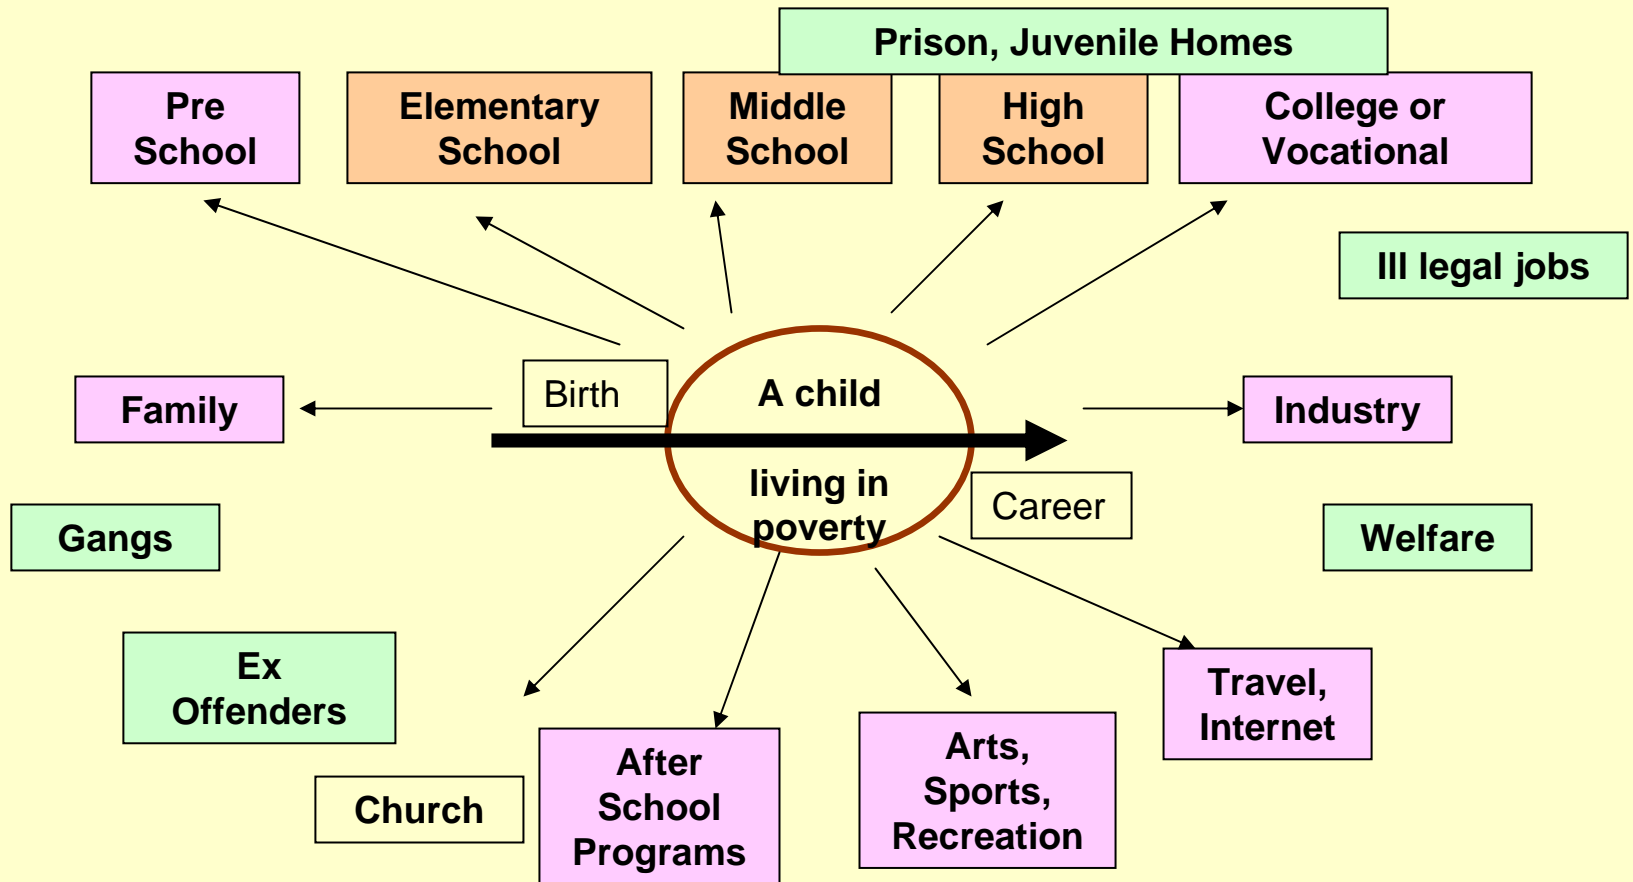 Prison, Juvenile Homes
Pre
School
Elementary
School
Middle
School
High
School
College or
Vocational
Ill legal jobs
Family
Birth
A child
Industry
living in
poverty
Career
Gangs
Welfare
Ex
Offenders
Travel,
Internet
Church
After
School
Programs
Arts,
Sports,
Recreation